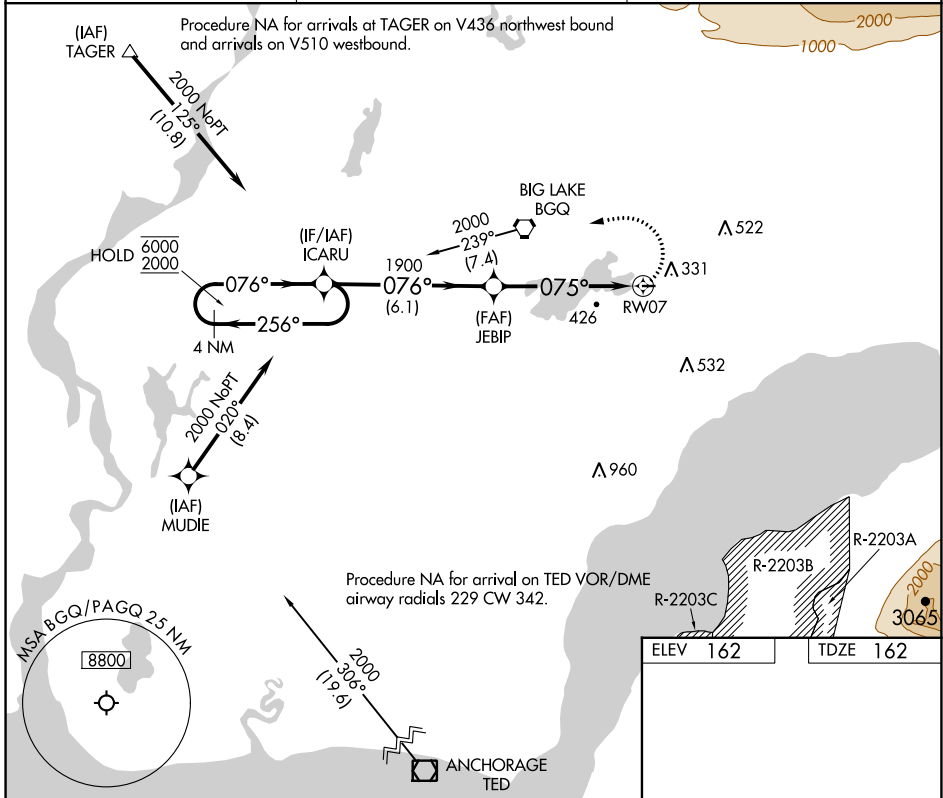 Procedure NA for arrivals at TAGER on V436 northwest bound
and arrivals on V510 westbound.
(IAF)
TAGER
2000 NoPT
125°
(10.8)
2000
1000
BIG LAKE
BGQ
2000
239°
(7.4)
522
(IF/IAF)
ICARU
HOLD
6000
2000
331
076°
1900
076°
(6.1)
075°
RW07
426
(FAF)
JEBIP
256°
4 NM
532
2000 NoPT
020°
(8.4)
960
(IAF)
MUDIE
R-2203A
R-2203B
Procedure NA for arrival on TED VOR/DME
airway radials 229 CW 342.
R-2203C
2000
3065
MSA BGQ/PAGQ 25 NM
8800
2000
306°
(19.6)
ELEV 162
TDZE 162
ANCHORAGE
TED